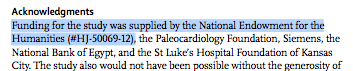 Acknowledgments
Funding for the study was supplied by the National Endowment for the
Humanities (#HJ-50069-12), the Paleocardiology Foundation, Siemens, the
National Bank of Egypt, and the St Luke's Hospital Foundation of Kansas
City. The study also would not have been possible without the generosity of